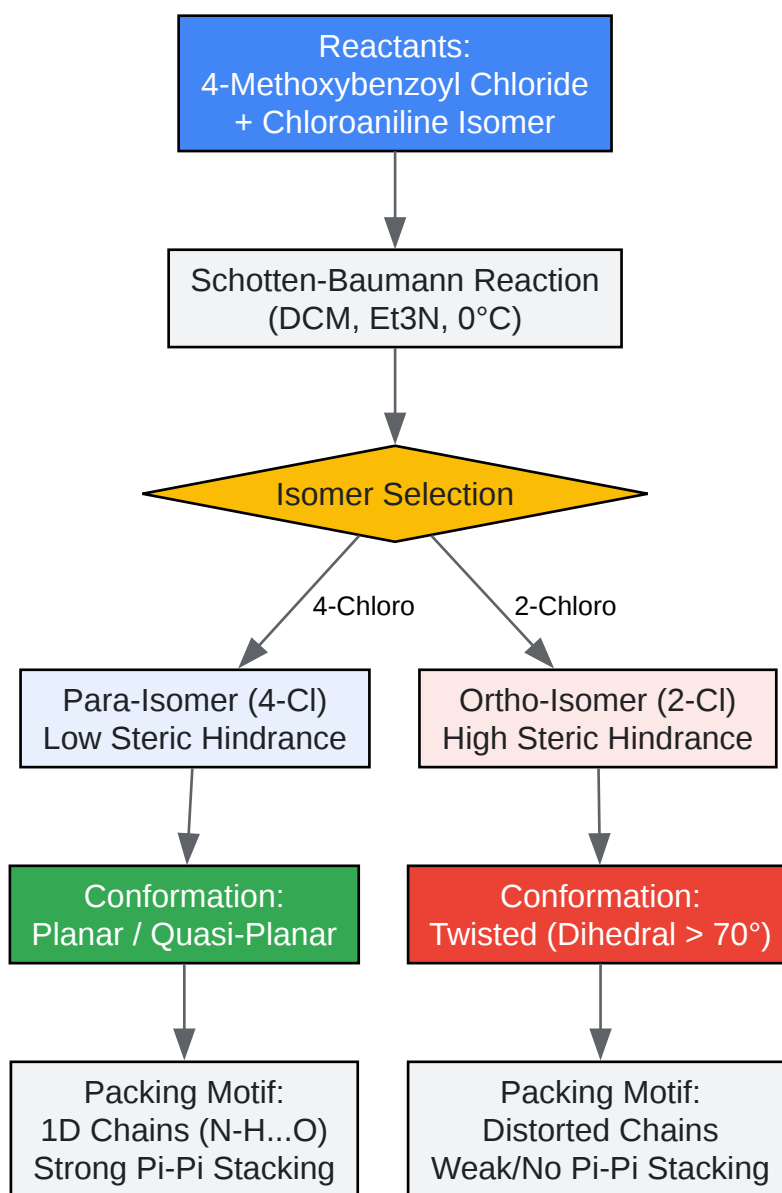 Reactants:
4-Methoxybenzoyl Chloride
+ Chloroaniline Isomer
Schotten-Baumann Reaction
(DCM, Et3N, 0°C)
Isomer Selection
4-Chloro
2-Chloro
Para-Isomer (4-Cl)
Low Steric Hindrance
Ortho-Isomer (2-Cl)
High Steric Hindrance
Conformation:
Planar / Quasi-Planar
Conformation:
Twisted (Dihedral > 70°)
Packing Motif:
1D Chains (N-H...O)
Strong Pi-Pi Stacking
Packing Motif:
Distorted Chains
Weak/No Pi-Pi Stacking